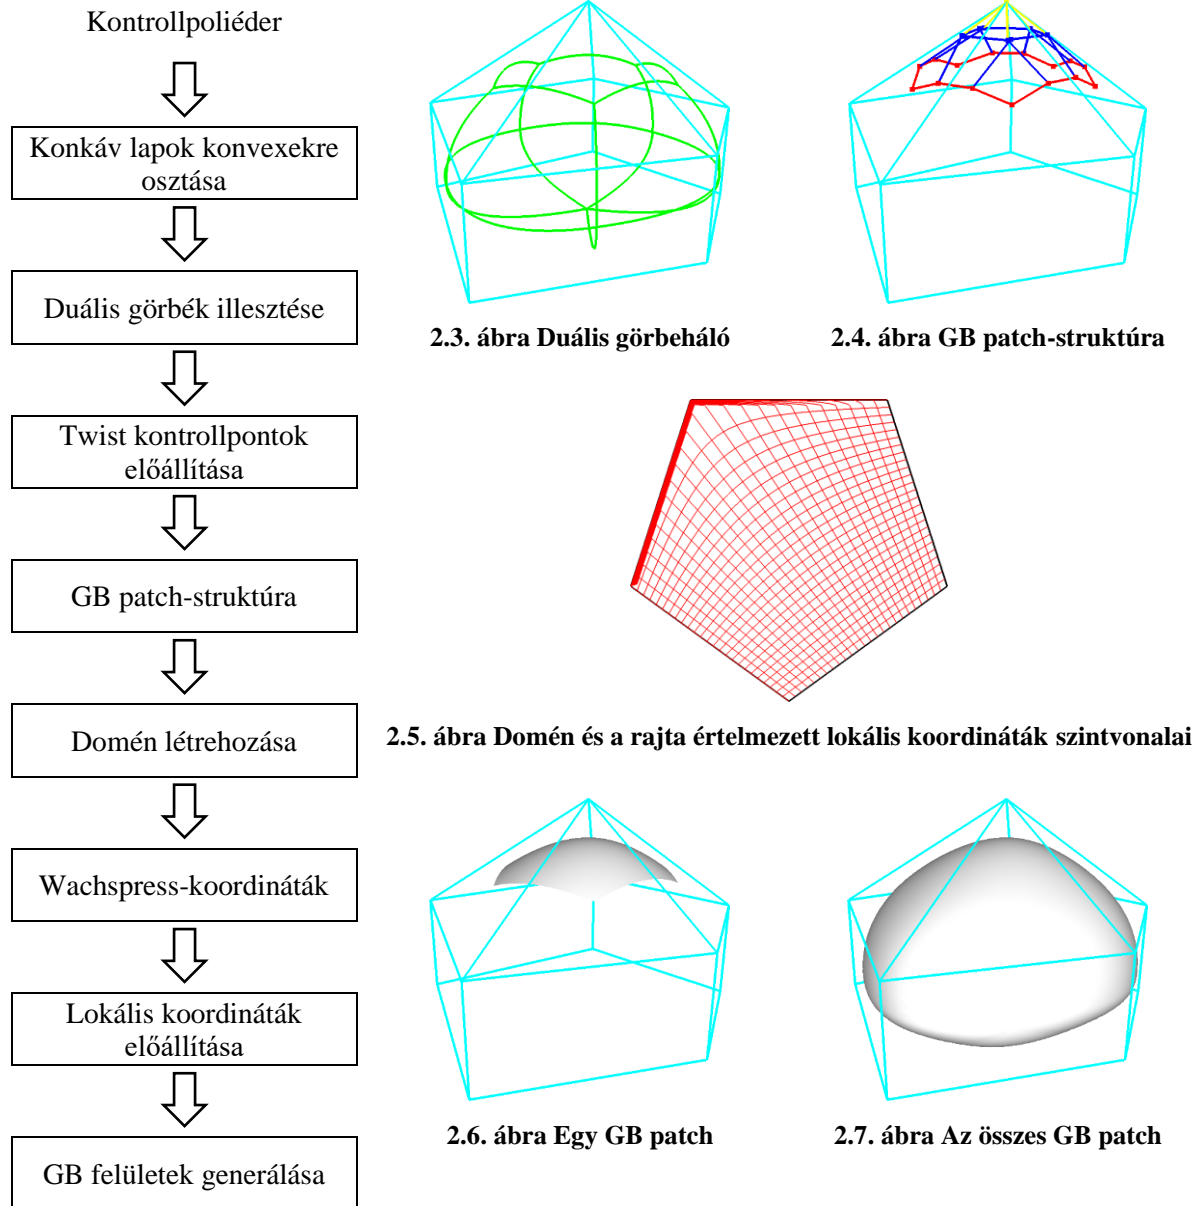 Kontrollpoliéder
Konkáv lapok konvexekre
osztása
Duális görbék illesztése
Twist kontrollpontok
előállítása
GB patch-struktúra
Domén létrehozása
Wachspress-koordináták
Lokális koordináták
előállítása
GB felületek generálása
2.3. ábra Duális görbeháló
2.4. ábra GB patch-struktúra
2.5. ábra Domén és a rajta értelmezett lokális koordináták szintvonalai
2.6. ábra Egy GB patch
2.7. ábra Az összes GB patch